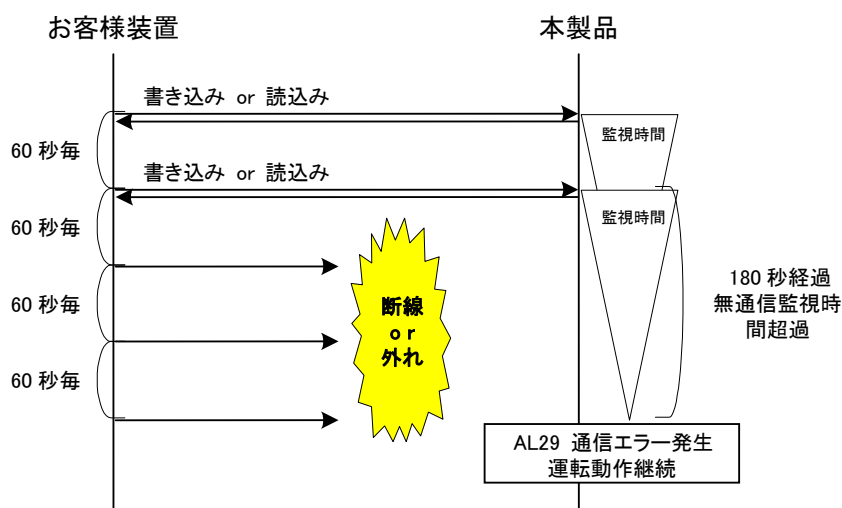 お客様装置
本製品
書き込み or 読込み
監視時間
60 秒毎
書き込み or 読込み
監視時間
60 秒毎
断線
or
外れ
180 秒経過
無通信監視時
間超過
60 秒毎
60 秒毎
AL29 通信エラー発生
運転動作継続